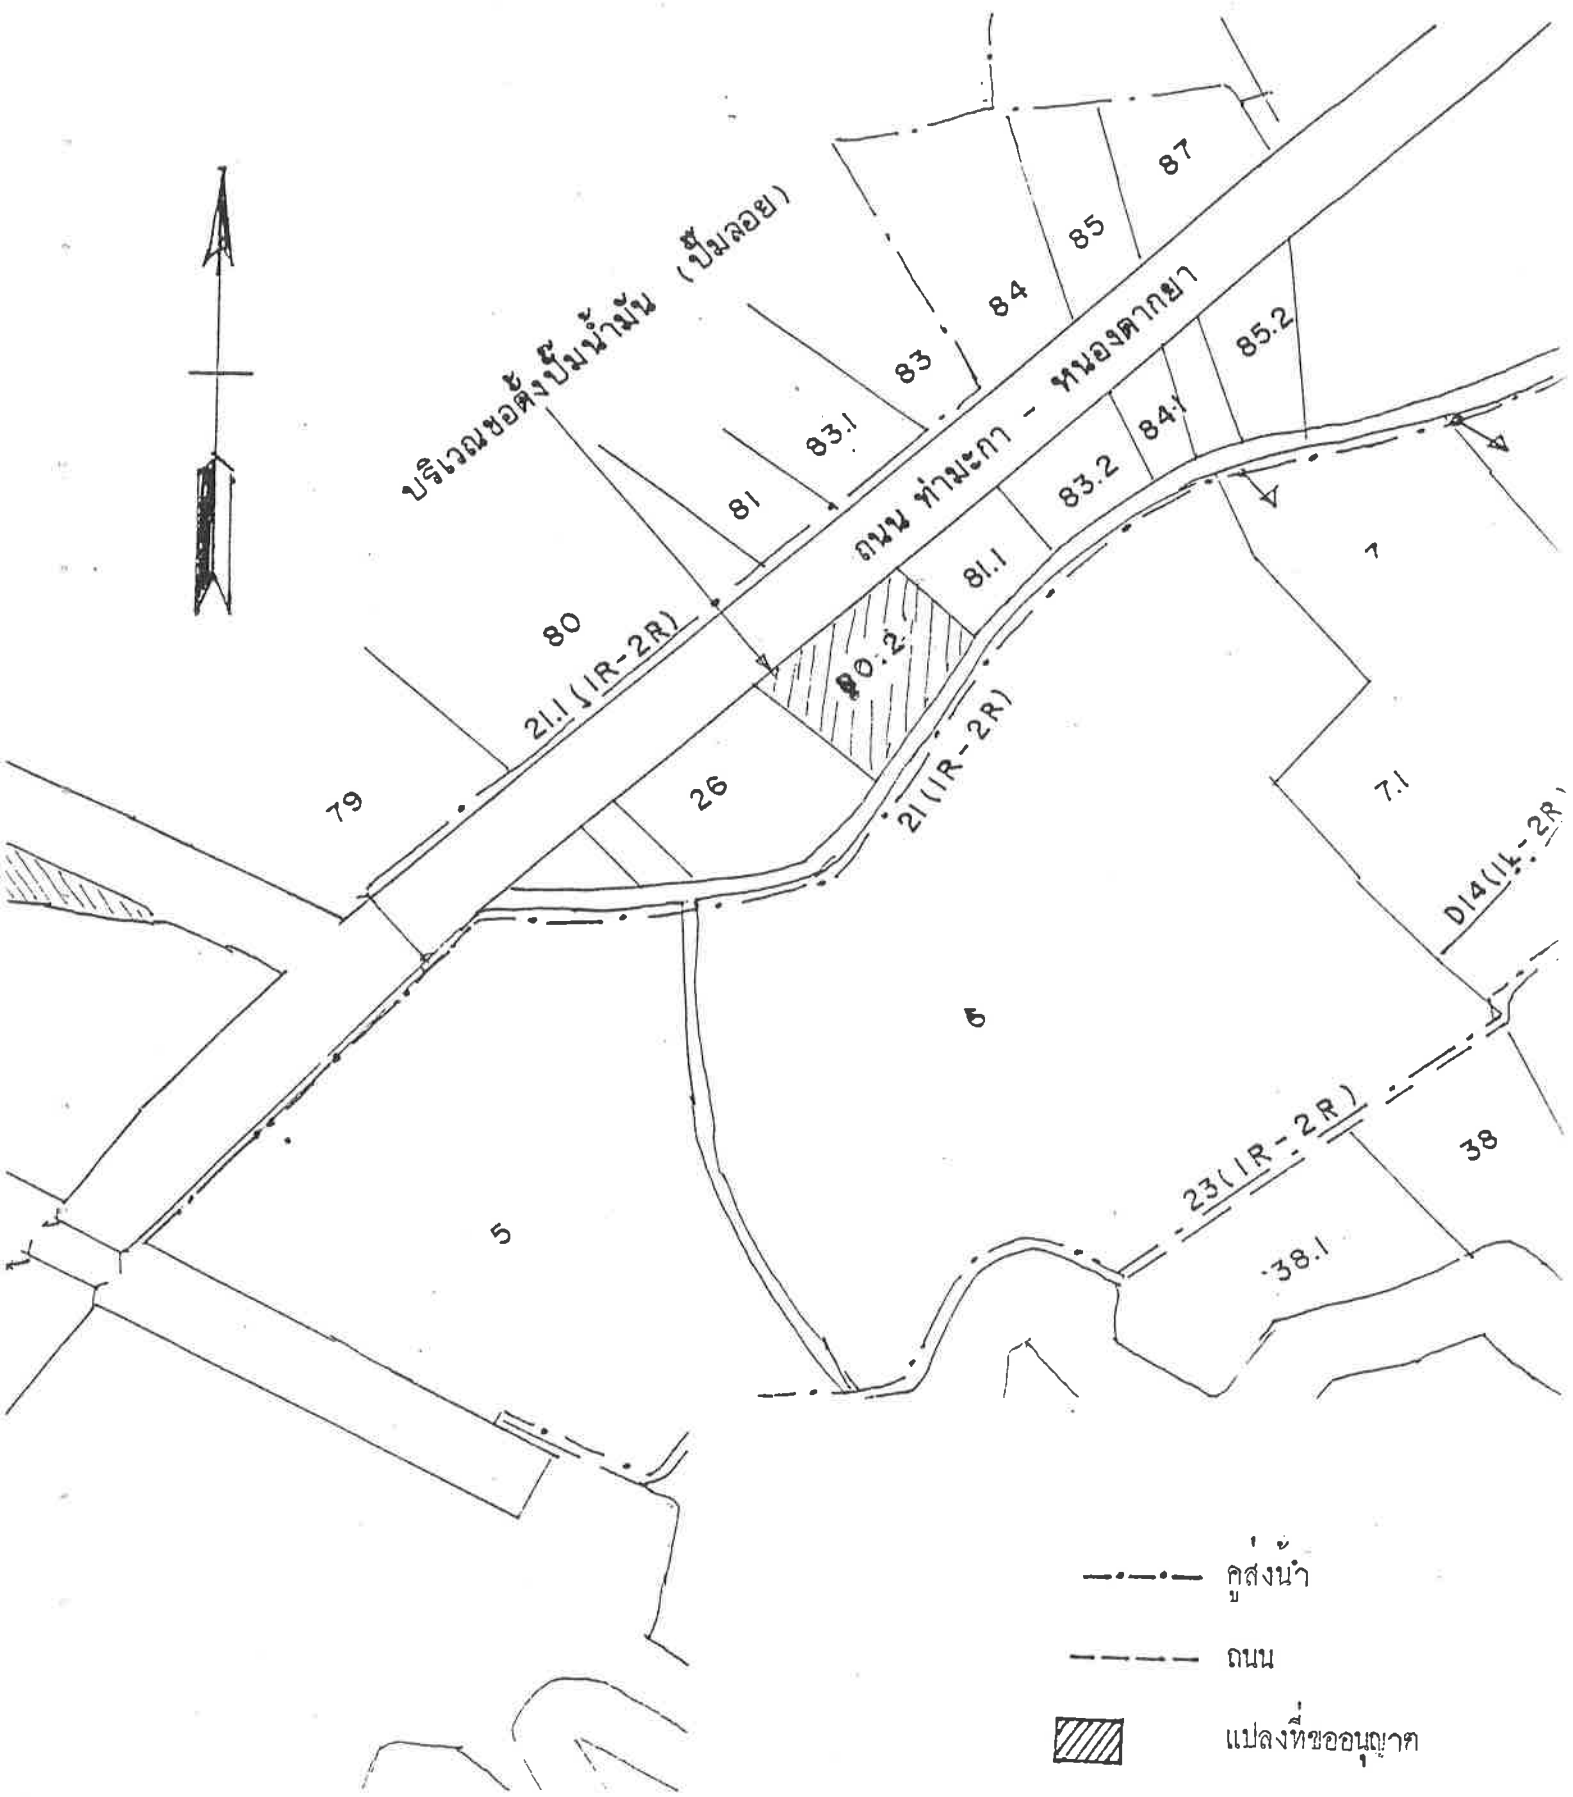 87
85
84
บริเวณขอตั้งปั๊มน้ำมัน (ปั๊มลอย)
83
83.1
81
80
79
ถนน ท่ามะกา - หนองตากยา
85.2
84.1
83.2
81.1
80.2
26
21.1 (1R-2R)
21(1R-2R)
7
7.1
D14(1L-2R)
6
5
23(1R-2R)
38
38.1
คูส่งน้ำ
ถนน
แปลงที่ขออนุญาต